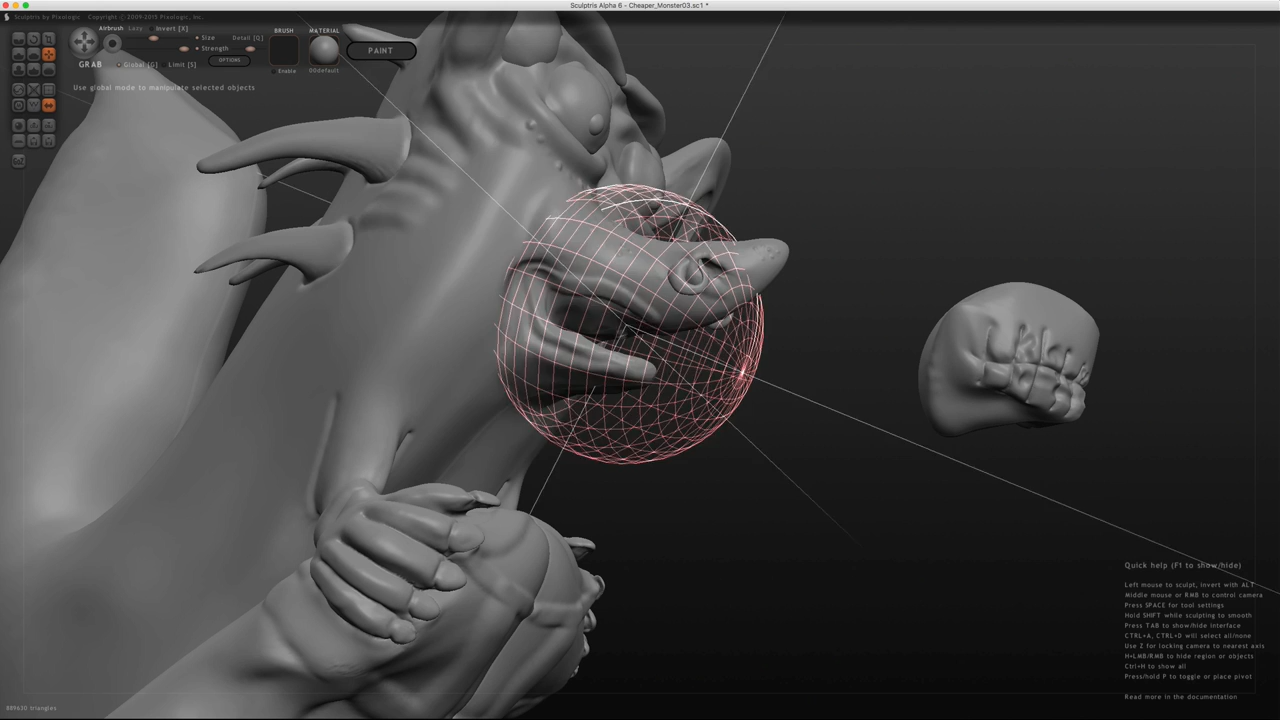 Sculptris Alpha 6 - Cheaper_Monster03.sc1 *
Sculptris by Pixologic Copyright (c) 2009-2015 Pixologic, Inc.
Airbrush Lazy Invert [X]
Size Detail [Q]
Strength
OPTIONS
GRAB
Global [G] Limit [S]
BRUSH
Enable
MATERIAL
00default
PAINT
Use global mode to manipulate selected objects
Quick help (F1 to show/hide)
Left mouse to sculpt, invert with ALT
Middle mouse or RMB to control camera
Press SPACE for tool settings
Hold SHIFT while sculpting to smooth
Press TAB to show/hide interface
CTRL+A, CTRL+D will select all/none
Use Z for locking camera to nearest axis
H+LMB/RMB to hide region or objects
Ctrl+H to show all
Press/hold P to toggle or place pivot
Read more in the documentation
889630 triangles